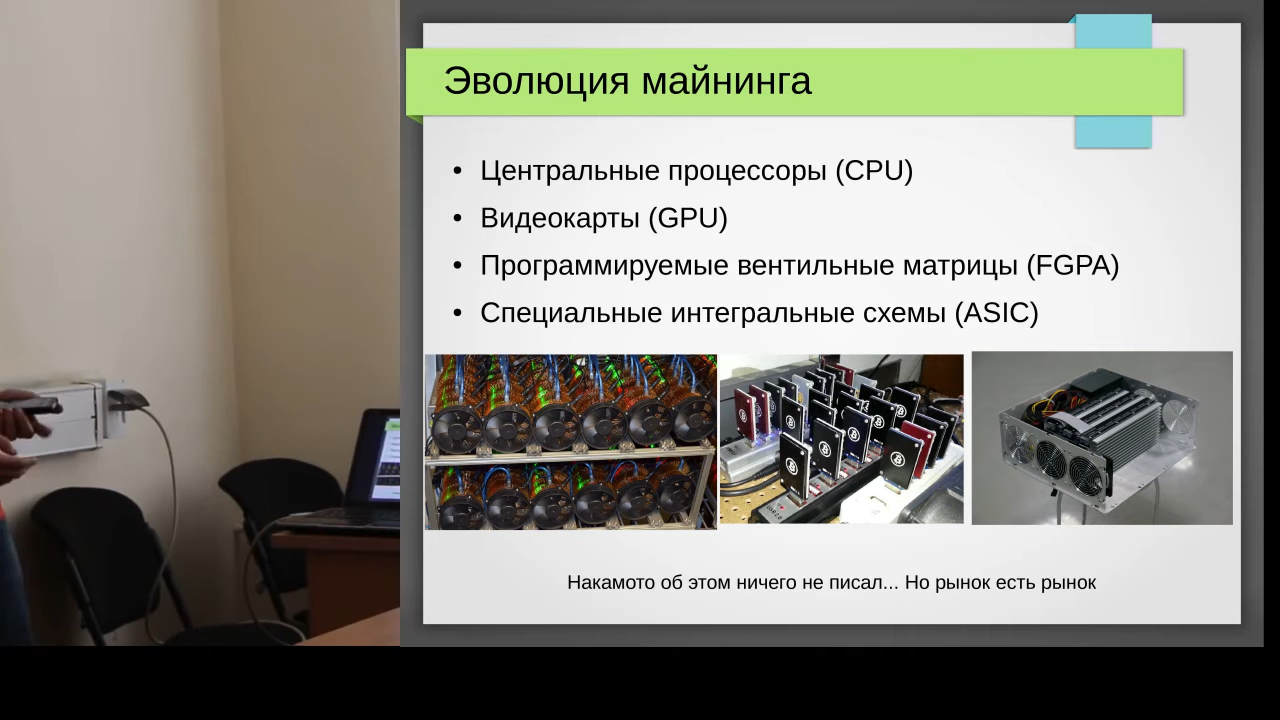 Эволюция майнинга
• Центральные процессоры (CPU)
• Видеокарты (GPU)
• Программируемые вентильные матрицы (FGPA)
• Специальные интегральные схемы (ASIC)
Накамото об этом ничего не писал... Но рынок есть рынок